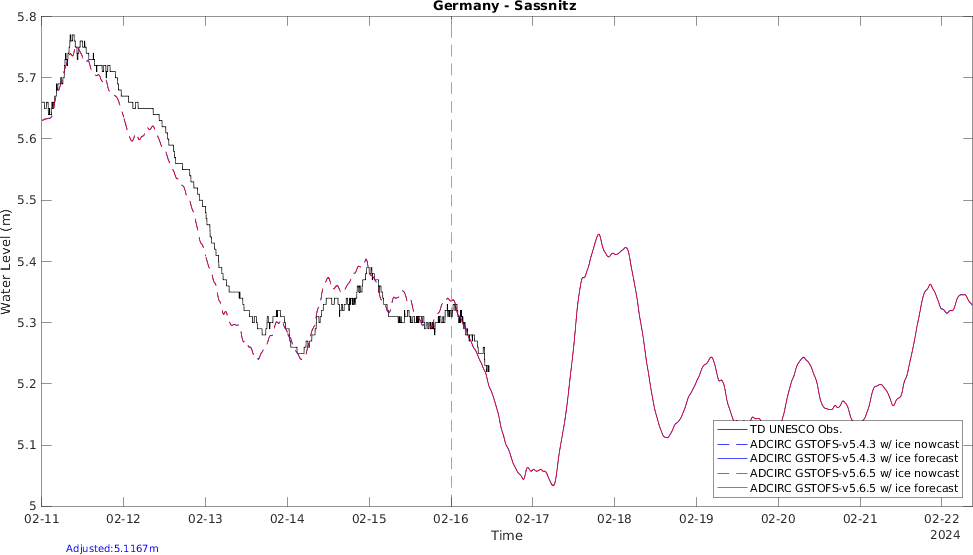 Germany - Sassnitz
5.8
5.7
5.6
5.5
5.4
5.3
5.2
5.1
5
Water Level (m)
TD UNESCO Obs.
ADCIRC GSTOFS-v5.4.3 w/ ice nowcast
ADCIRC GSTOFS-v5.4.3 w/ ice forecast
ADCIRC GSTOFS-v5.6.5 w/ ice nowcast
ADCIRC GSTOFS-v5.6.5 w/ ice forecast
02-11 02-12 02-13 02-14 02-15 02-16 02-17 02-18 02-19 02-20 02-21 02-22
Time
2024
Adjusted:5.1167m